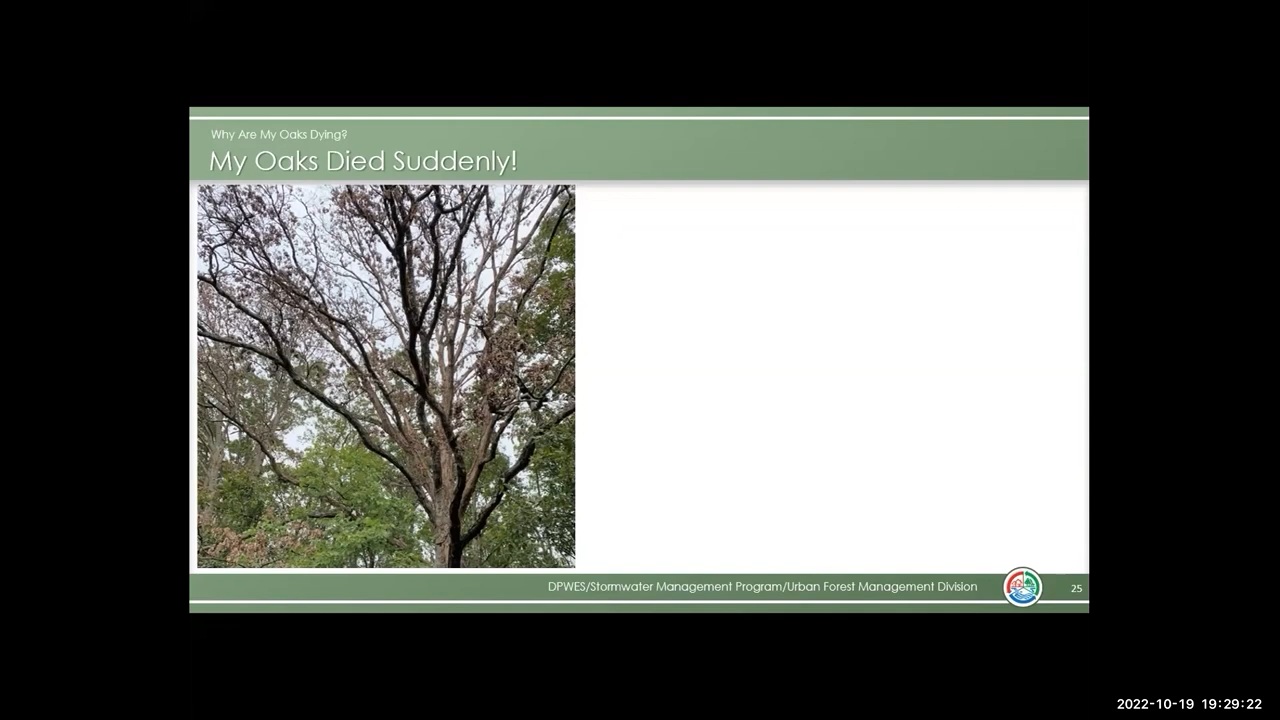 Why Are My Oaks Dying?
My Oaks Died Suddenly!
DPWES/Stormwater Management Program/Urban Forest Management Division
25
2022-10-19 19:29:22